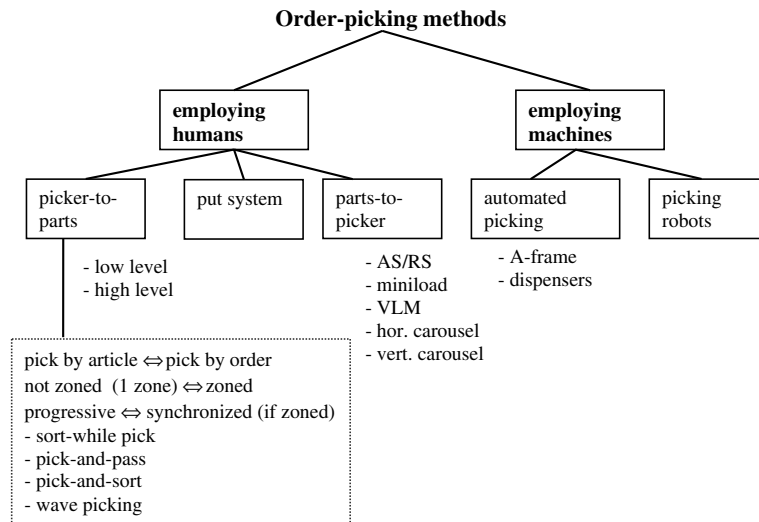 Order-picking methods
employing
humans
employing
machines
picker-to-
parts
put system
parts-to-
picker
automated
picking
picking
robots
- low level
- high level
- AS/RS
- miniload
- VLM
- hor. carousel
- vert. carousel
- A-frame
- dispensers
pick by article ⇔ pick by order
not zoned (1 zone) ⇔ zoned
progressive ⇔ synchronized (if zoned)
- sort-while pick
- pick-and-pass
- pick-and-sort
- wave picking